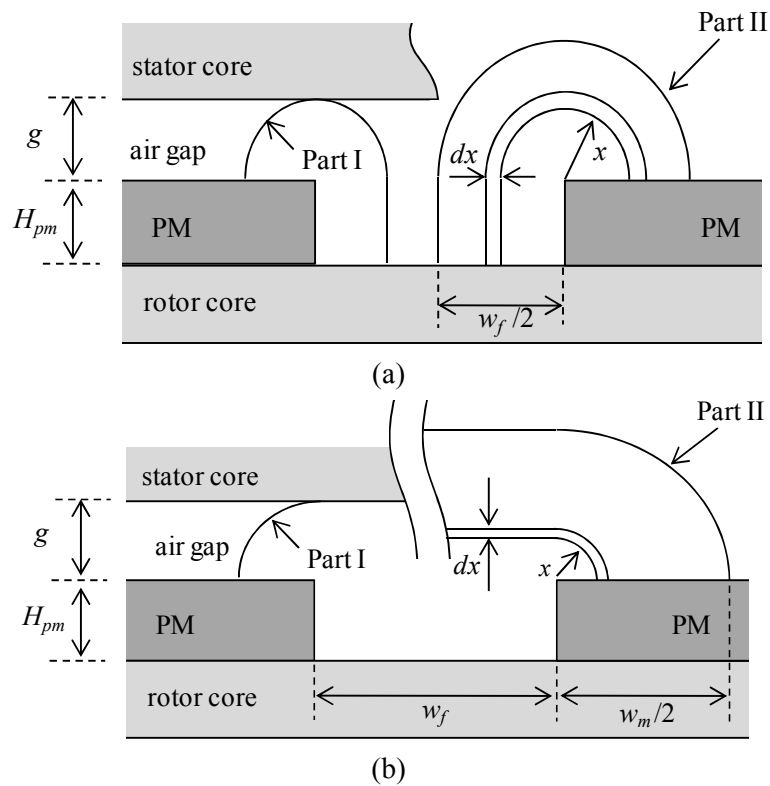 Part II
stator core
g
air gap
Part I
dx
x
H_pm
PM
PM
rotor core
w_f /2
(a)
Part II
stator core
g
air gap
Part I
dx
x
H_pm
PM
PM
rotor core
w_f
w_m/2
(b)